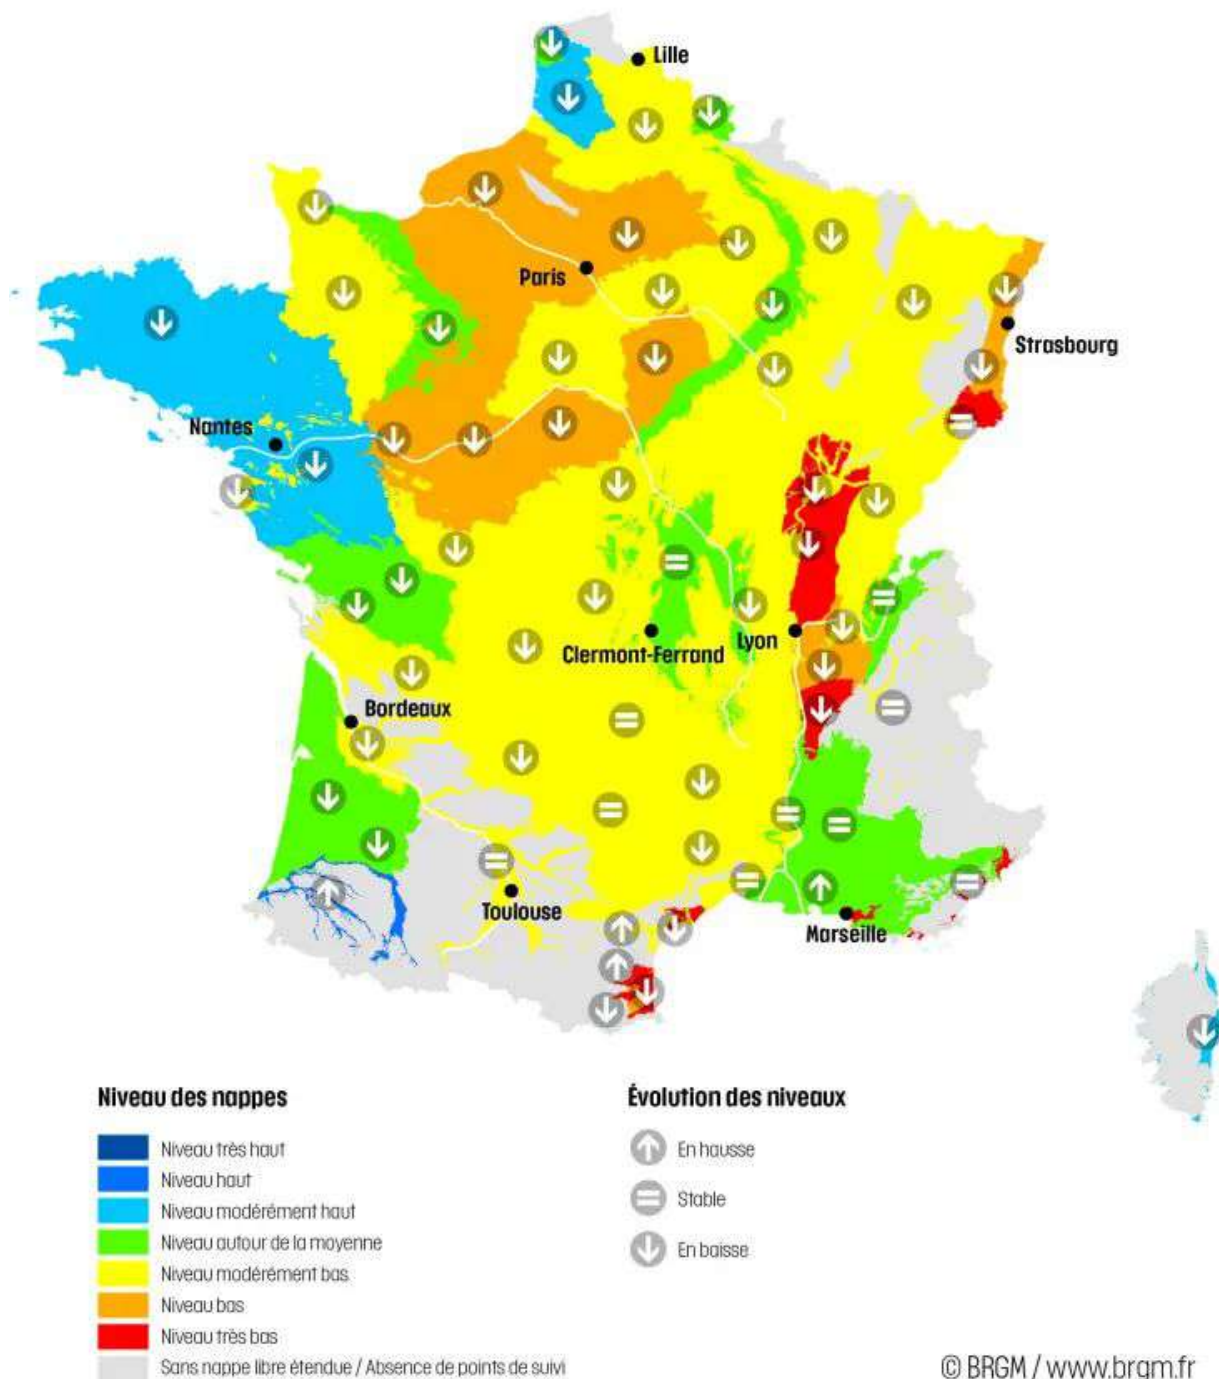 Lille
Paris
Strasbourg
Nantes
Clermont-Ferrand
Lyon
Bordeaux
Toulouse
Marseille
Niveau des nappes
Niveau très haut
Niveau haut
Niveau modérément haut
Niveau autour de la moyenne
Niveau modérément bas
Niveau bas
Niveau très bas
Sans nappe libre étendue / Absence de points de suivi
Évolution des niveaux
En hausse
Stable
En baisse
© BRGM / www.brgm.fr